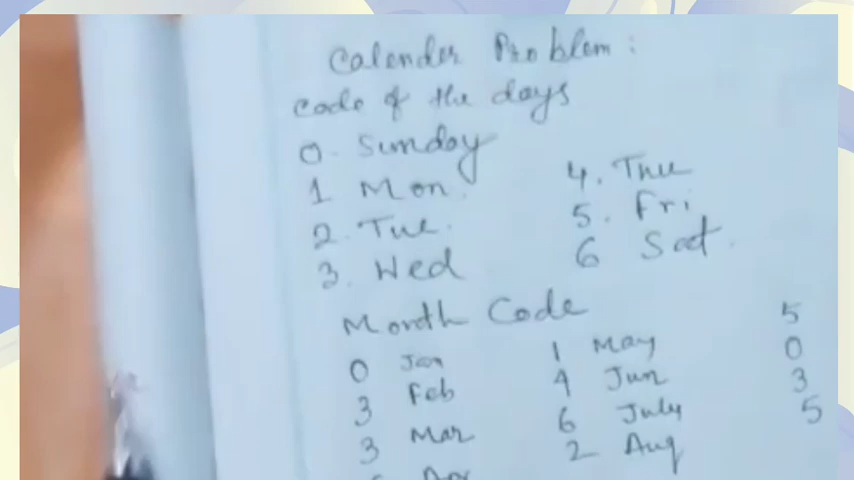 Calender Problem :
Code of the days
0. Sunday
1 Mon.
2. Tue.
3. Wed
4. Thu
5. Fri
6 Sat.
Month Code
0 Jan
3 Feb
3 Mar
Apr
1 May
4 Jun
6 July
2 Aug
5
0
3
5